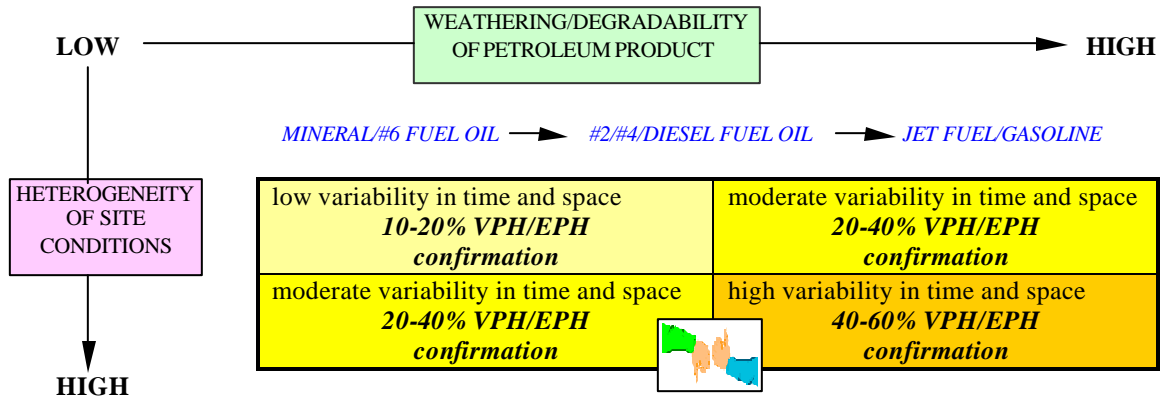 WEATHERING/DEGRADABILITY
OF PETROLEUM PRODUCT
LOW
HIGH
MINERAL/#6 FUEL OIL
#2/#4/DIESEL FUEL OIL
JET FUEL/GASOLINE
HETEROGENEITY
OF SITE
CONDITIONS
low variability in time and space
10-20% VPH/EPH
confirmation
moderate variability in time and space
20-40% VPH/EPH
confirmation
moderate variability in time and space
20-40% VPH/EPH
confirmation
high variability in time and space
40-60% VPH/EPH
confirmation
HIGH